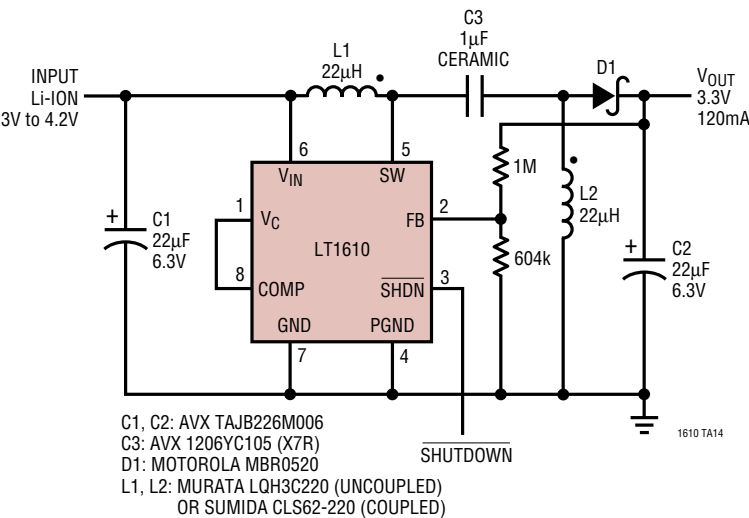 C3
1µF
CERAMIC
L1
22µH
D1
INPUT
Li-ION
3V to 4.2V
VOUT
3.3V
120mA
6
5
VIN
SW
1M
L2
22µH
1
VC
2
FB
+
C1
22µF
6.3V
LT1610
604k
+
C2
22µF
6.3V
8
COMP
3
SHDN
GND
PGND
7
4
C1, C2: AVX TAJB226M006
C3: AVX 1206YC105 (X7R)
D1: MOTOROLA MBR0520
L1, L2: MURATA LQH3C220 (UNCOUPLED)
OR SUMIDA CLS62-220 (COUPLED)
SHUTDOWN
1610 TA14